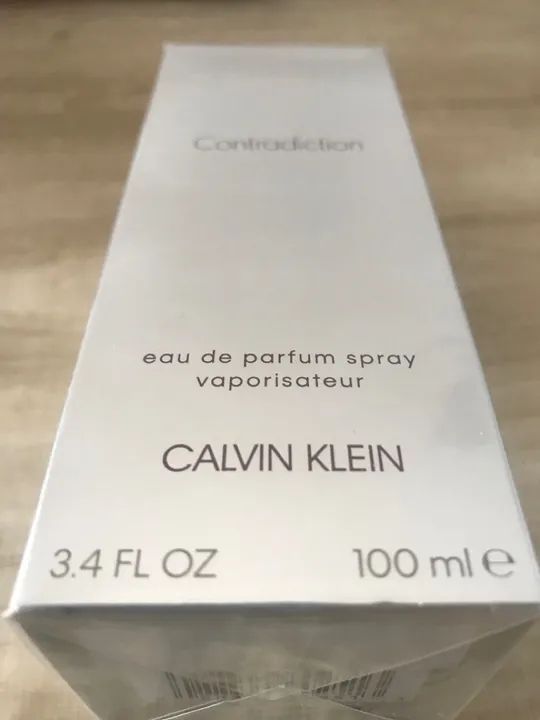 Contradiction
eau de parfum spray
vaporisateur
CALVIN KLEIN
3.4 FL OZ 100 ml ℮